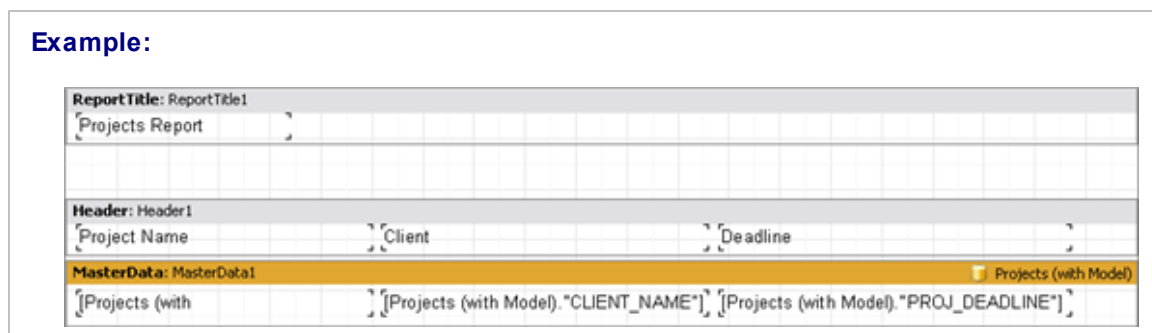 Example:
ReportTitle: ReportTitle1
Projects Report
Header: Header1
Project Name Client Deadline
MasterData: MasterData1 Projects (with Model)
[Projects (with [Projects (with Model)."CLIENT_NAME"] [Projects (with Model)."PROJ_DEADLINE"]